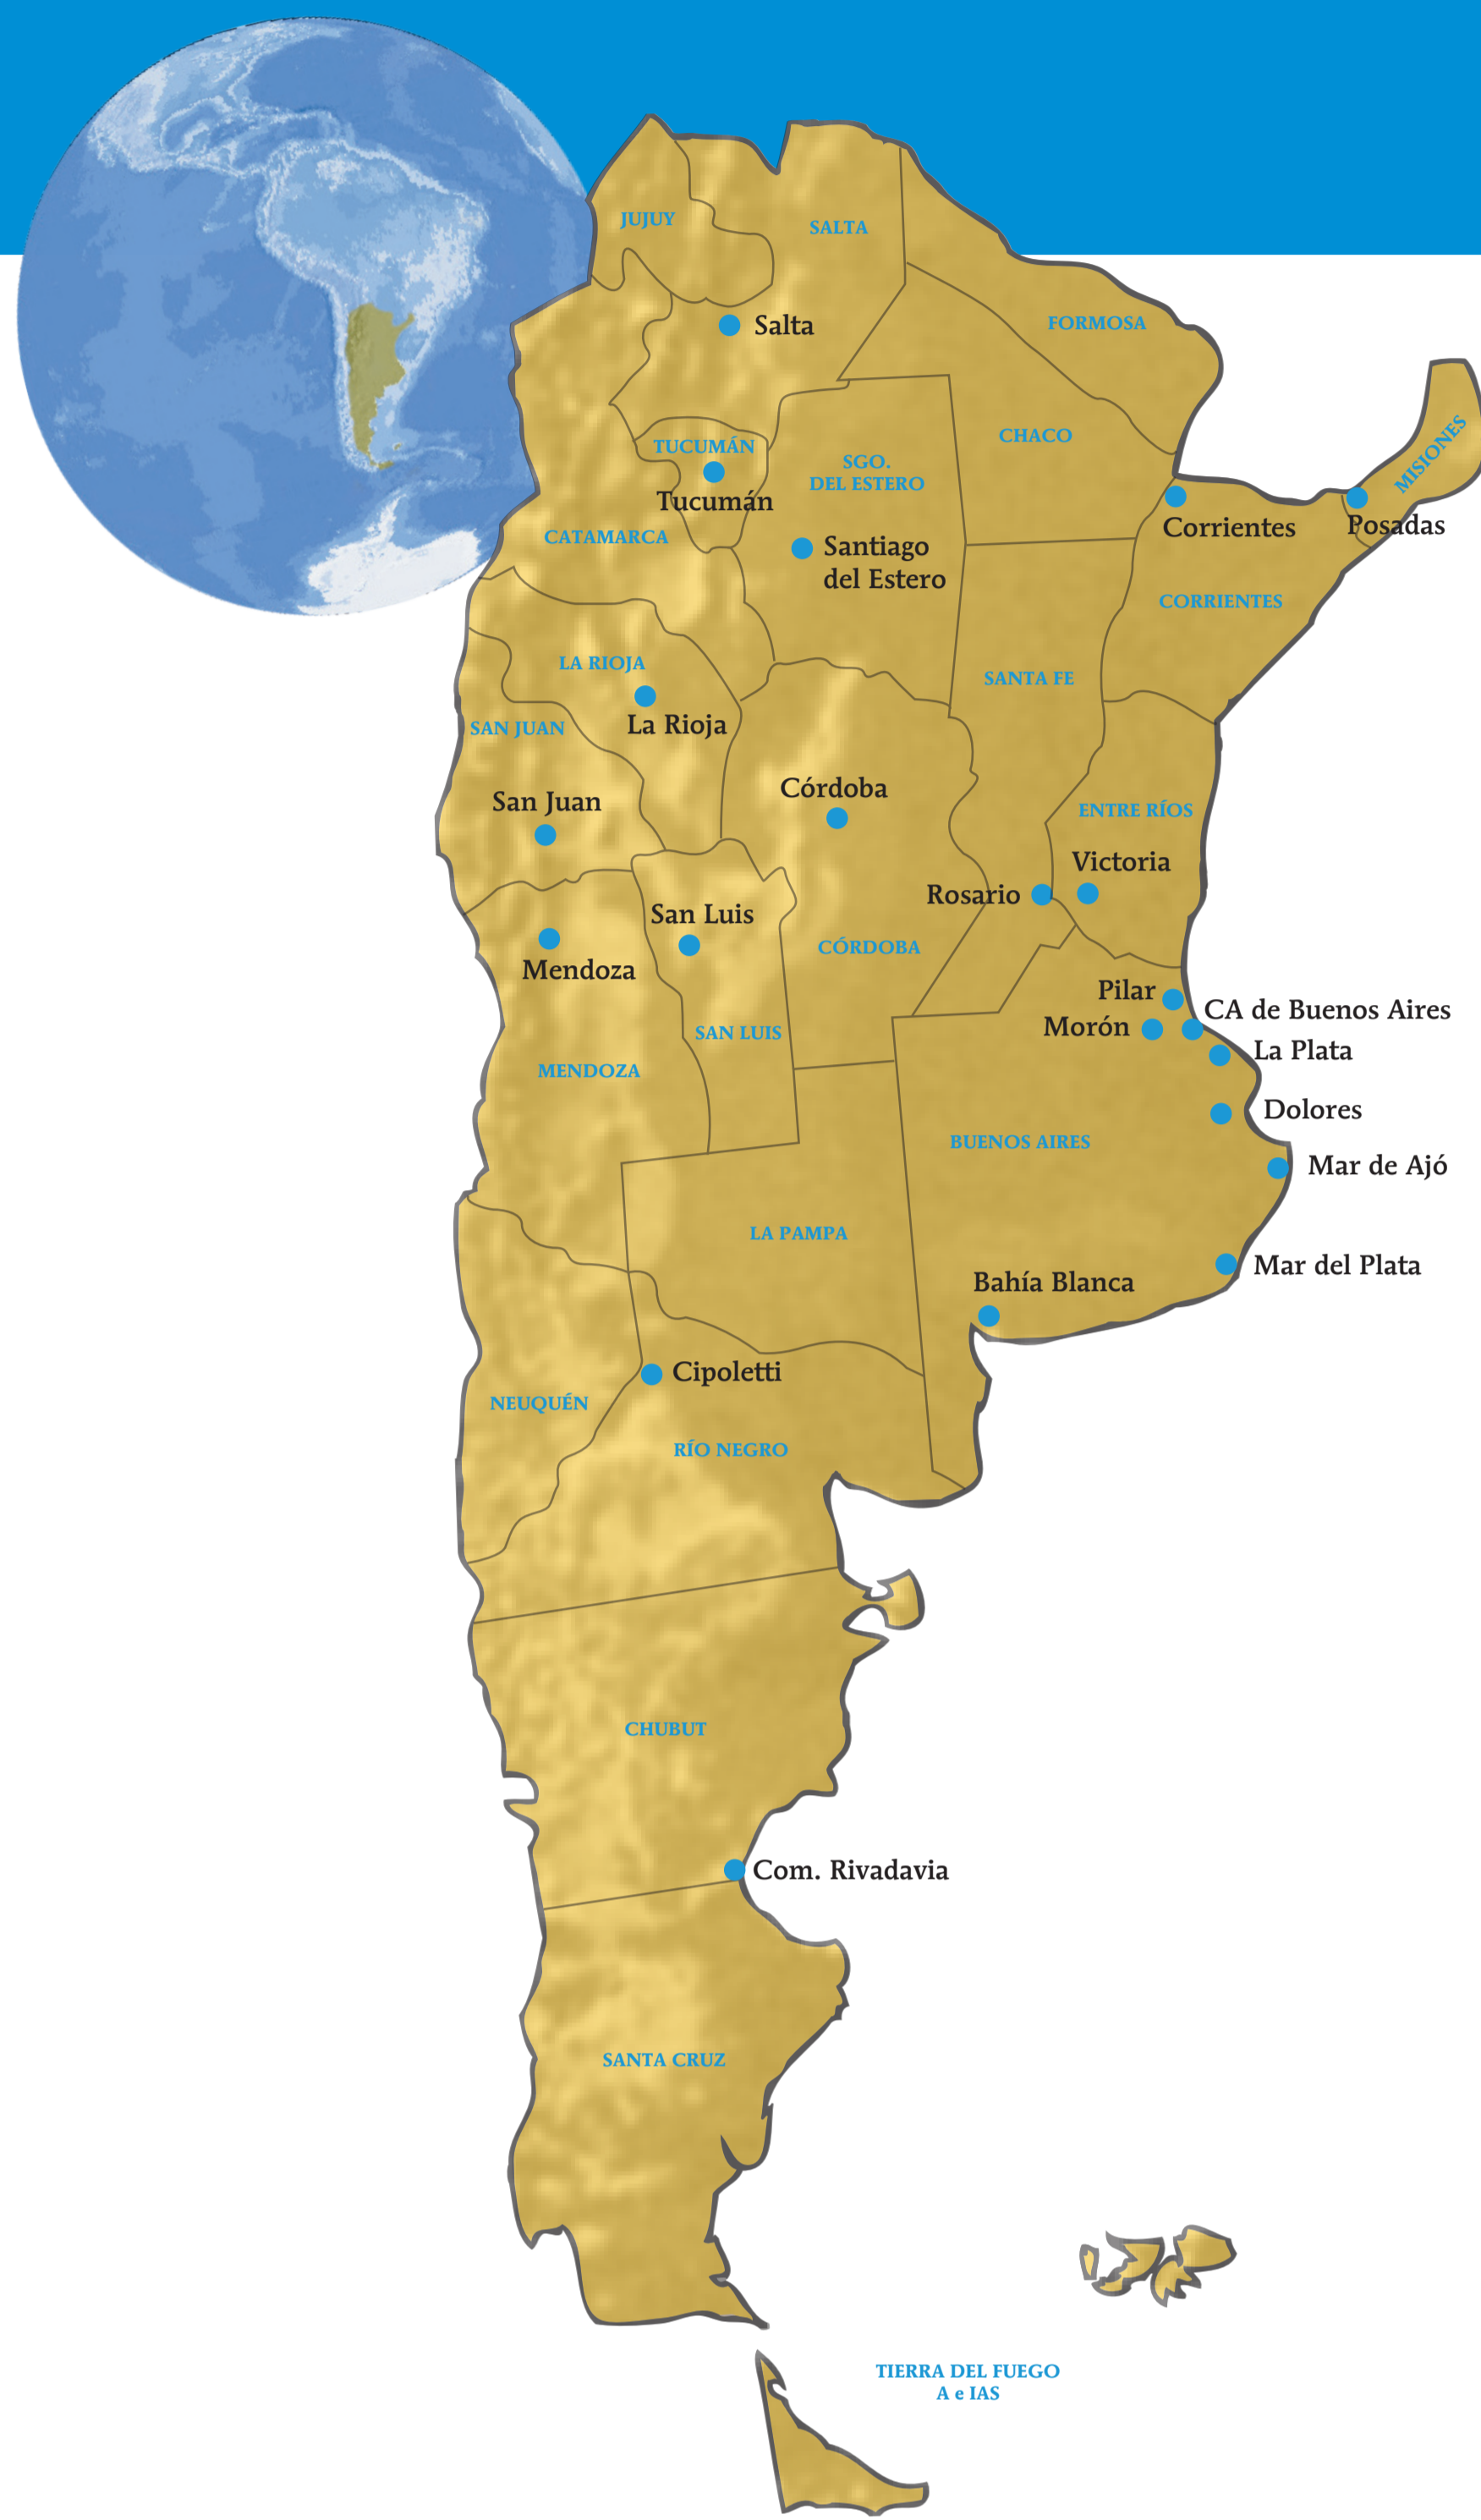 JUJUY
SALTA
Salta
FORMOSA
MISIONES
CHACO
TUCUMÁN
Tucumán
SGO.
DEL ESTERO
Corrientes
Posadas
CATAMARCA
Santiago
del Estero
CORRIENTES
LA RIOJA
La Rioja
SANTA FE
SAN JUAN
San Juan
Córdoba
ENTRE RÍOS
Victoria
Rosario
San Luis
CÓRDOBA
Mendoza
Pilar
CA de Buenos Aires
Morón
SAN LUIS
La Plata
MENDOZA
Dolores
BUENOS AIRES
Mar de Ajó
LA PAMPA
Mar del Plata
Bahía Blanca
Cipoletti
NEUQUÉN
RÍO NEGRO
CHUBUT
Com. Rivadavia
SANTA CRUZ
TIERRA DEL FUEGO
A e IAS